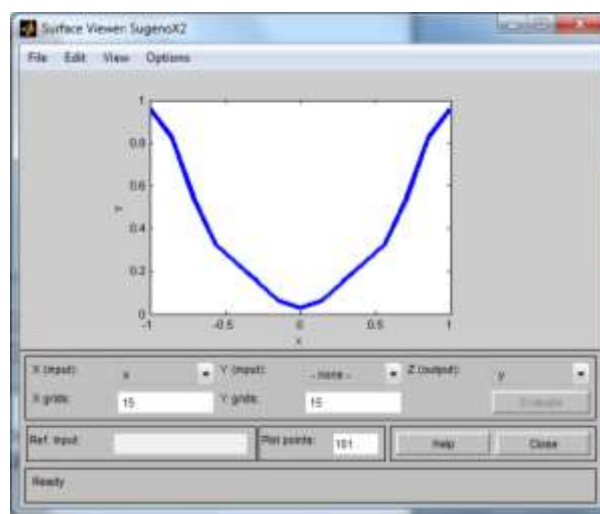 Surface Viewer: SugenoX2
File Edit View Options
1
0.8
0.6
0.4
0.2
0
-1 -0.5 0 0.5 1
x
X (input): x Y (input): - none - Z (output): y
X grids: 15 Y grids: 15 Evaluate
Ref. Input: Plot points: 101 Help Close
Ready